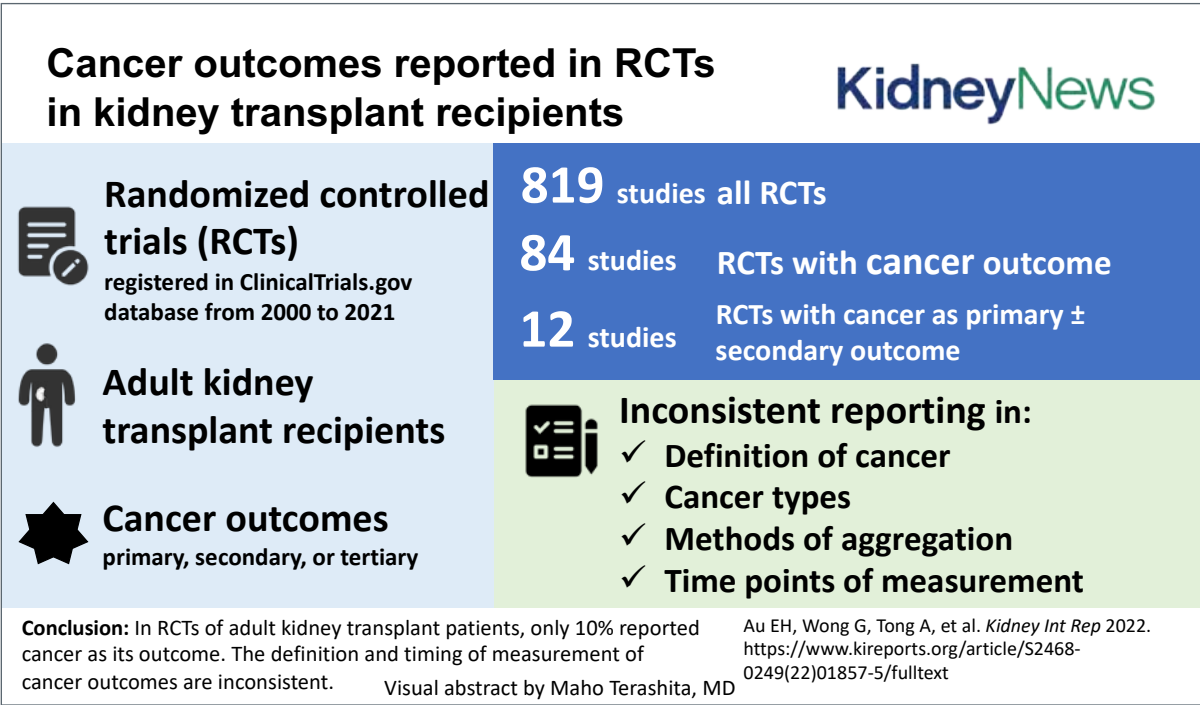 Cancer outcomes reported in RCTs
in kidney transplant recipients
KidneyNews
Randomized controlled
trials (RCTs)
registered in ClinicalTrials.gov
database from 2000 to 2021
Adult kidney
transplant recipients
Cancer outcomes
primary, secondary, or tertiary
819 studies all RCTs
84 studies RCTs with cancer outcome
12 studies RCTs with cancer as primary ±
secondary outcome
Inconsistent reporting in:
✓ Definition of cancer
✓ Cancer types
✓ Methods of aggregation
✓ Time points of measurement
Conclusion: In RCTs of adult kidney transplant patients, only 10% reported
cancer as its outcome. The definition and timing of measurement of
cancer outcomes are inconsistent.
Visual abstract by Maho Terashita, MD
Au EH, Wong G, Tong A, et al. Kidney Int Rep 2022.
https://www.kireports.org/article/S2468-
0249(22)01857-5/fulltext